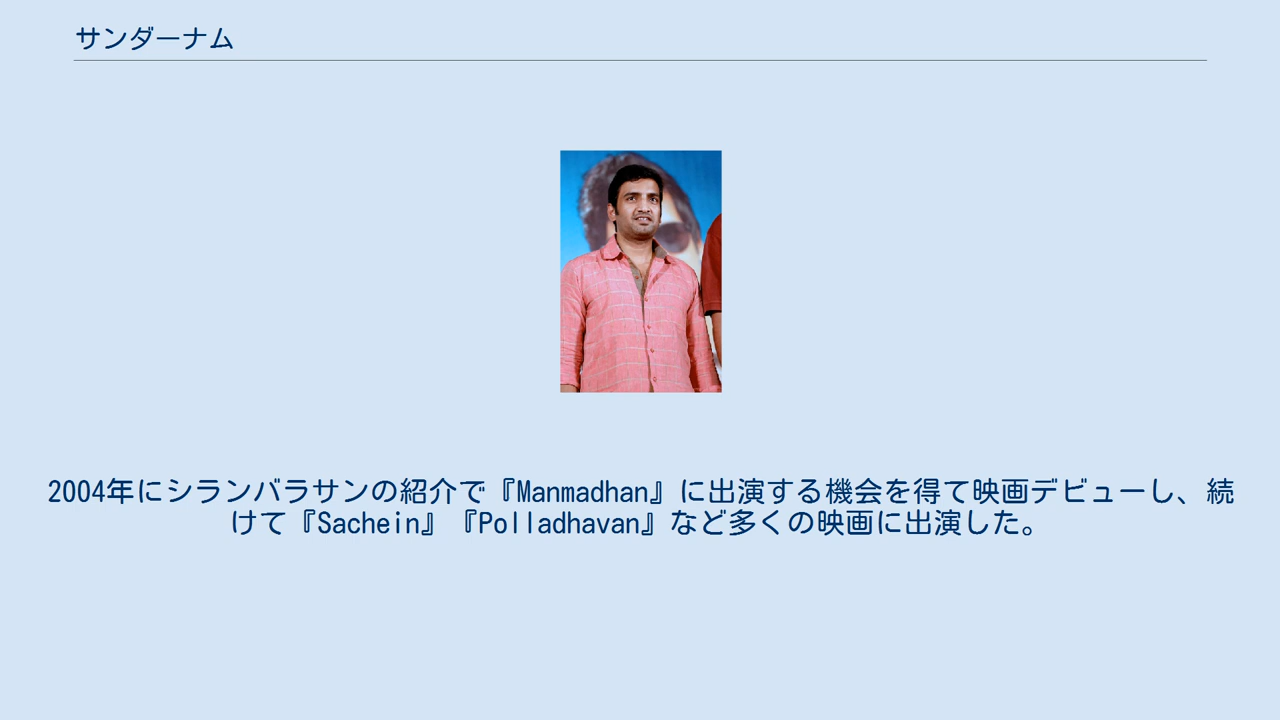 サンダーナム
2004年にシランバラサンの紹介で『Manmadhan』に出演する機会を得て映画デビューし、続
けて『Sachein』『Polladhavan』など多くの映画に出演した。